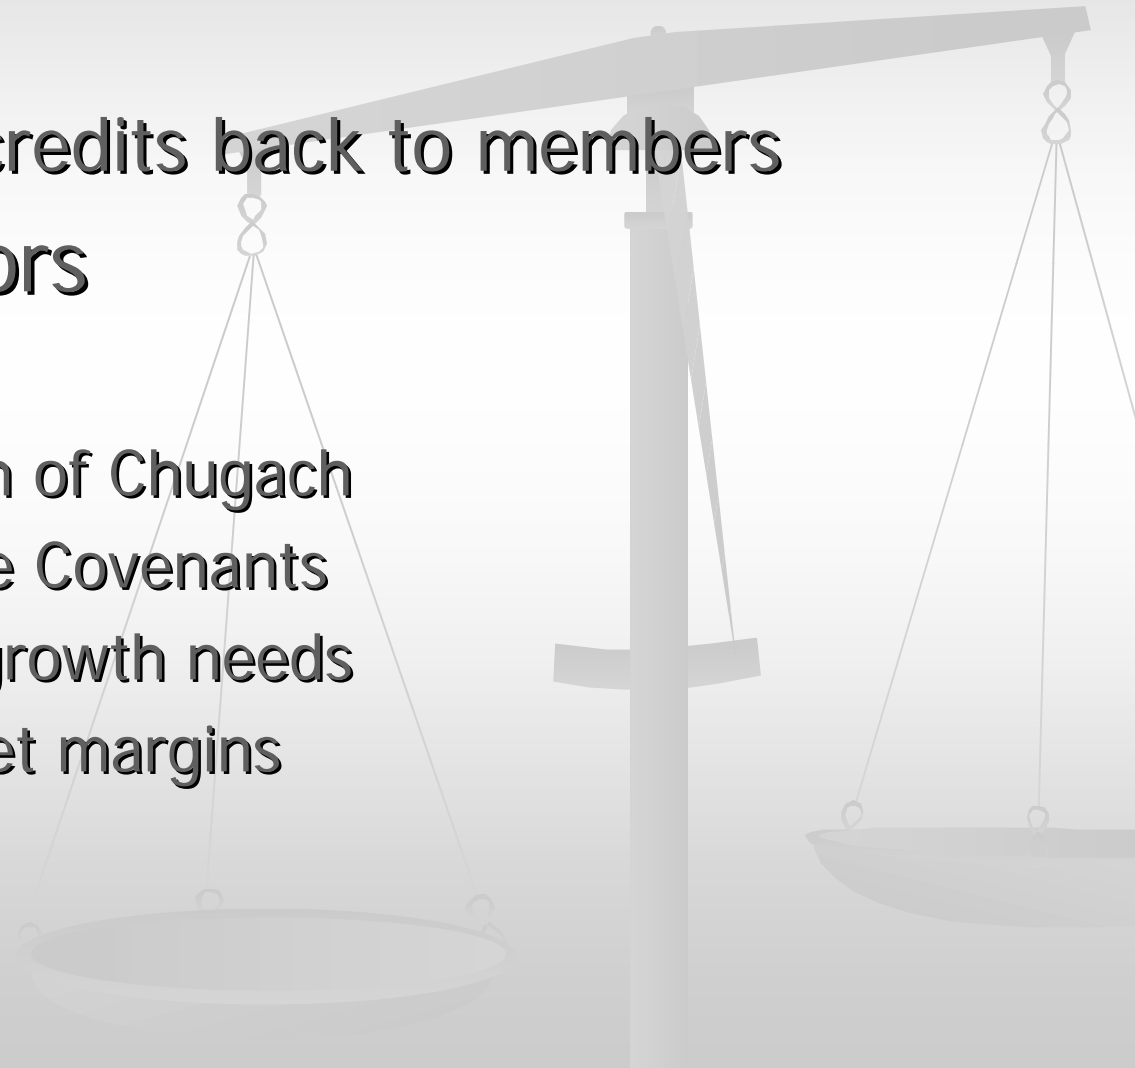 credits back to members
ors
of Chugach
Covenants
growth needs
et margins